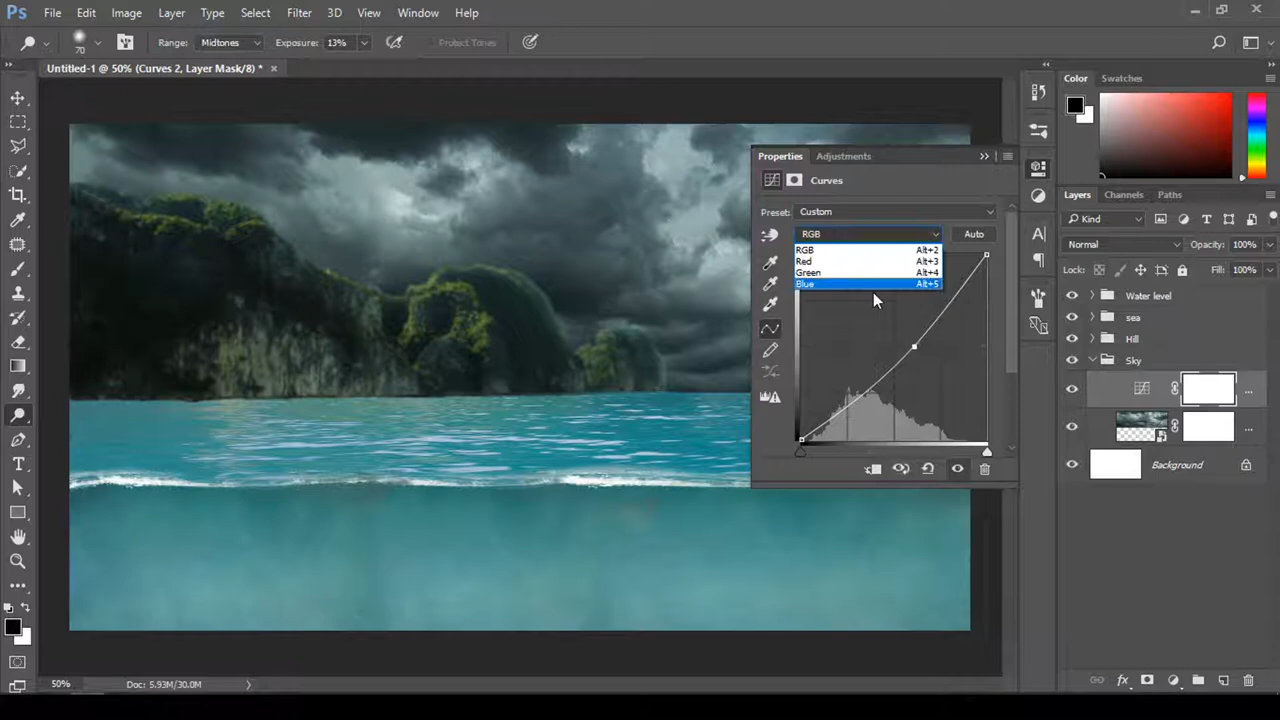 Ps File Edit Image Layer Type Select Filter 3D View Window Help
70 Range: Midtones Exposure: 13% Protect Tones
Untitled-1 @ 50% (Curves 2, Layer Mask/8) * ×
Color Swatches
Properties Adjustments
Curves
Preset: Custom
RGB Auto
RGB Alt+2
Red Alt+3
Green Alt+4
Blue Alt+5
Layers Channels Paths
Kind
Normal Opacity: 100%
Lock: Fill: 100%
Water level
sea
Hill
Sky
...
...
Background
50% Doc: 5.93M/30.0M